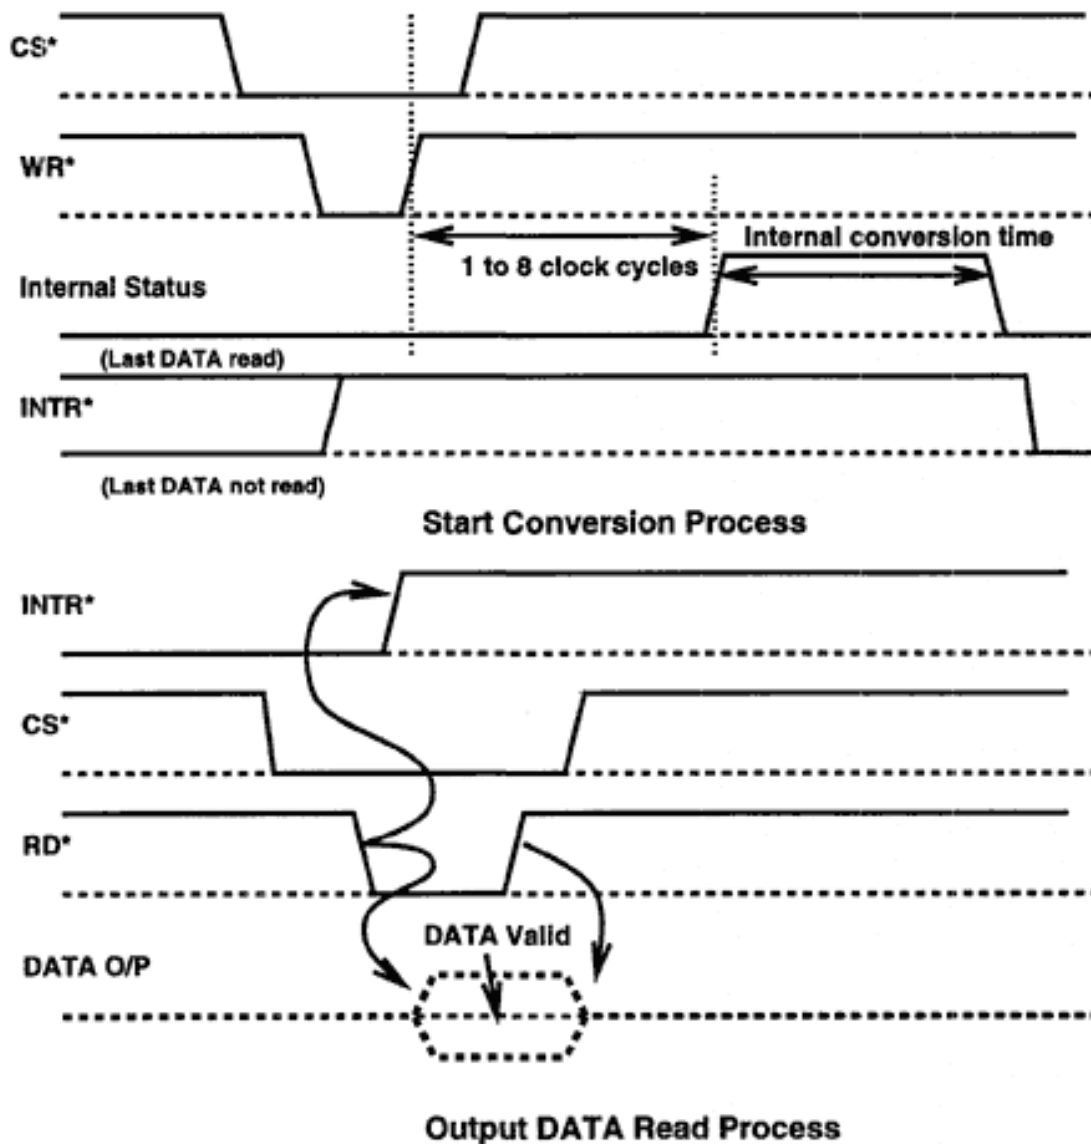 CS*
WR*
Internal conversion time
1 to 8 clock cycles
Internal Status
(Last DATA read)
INTR*
(Last DATA not read)
Start Conversion Process
INTR*
CS*
RD*
DATA Valid
DATA O/P
Output DATA Read Process